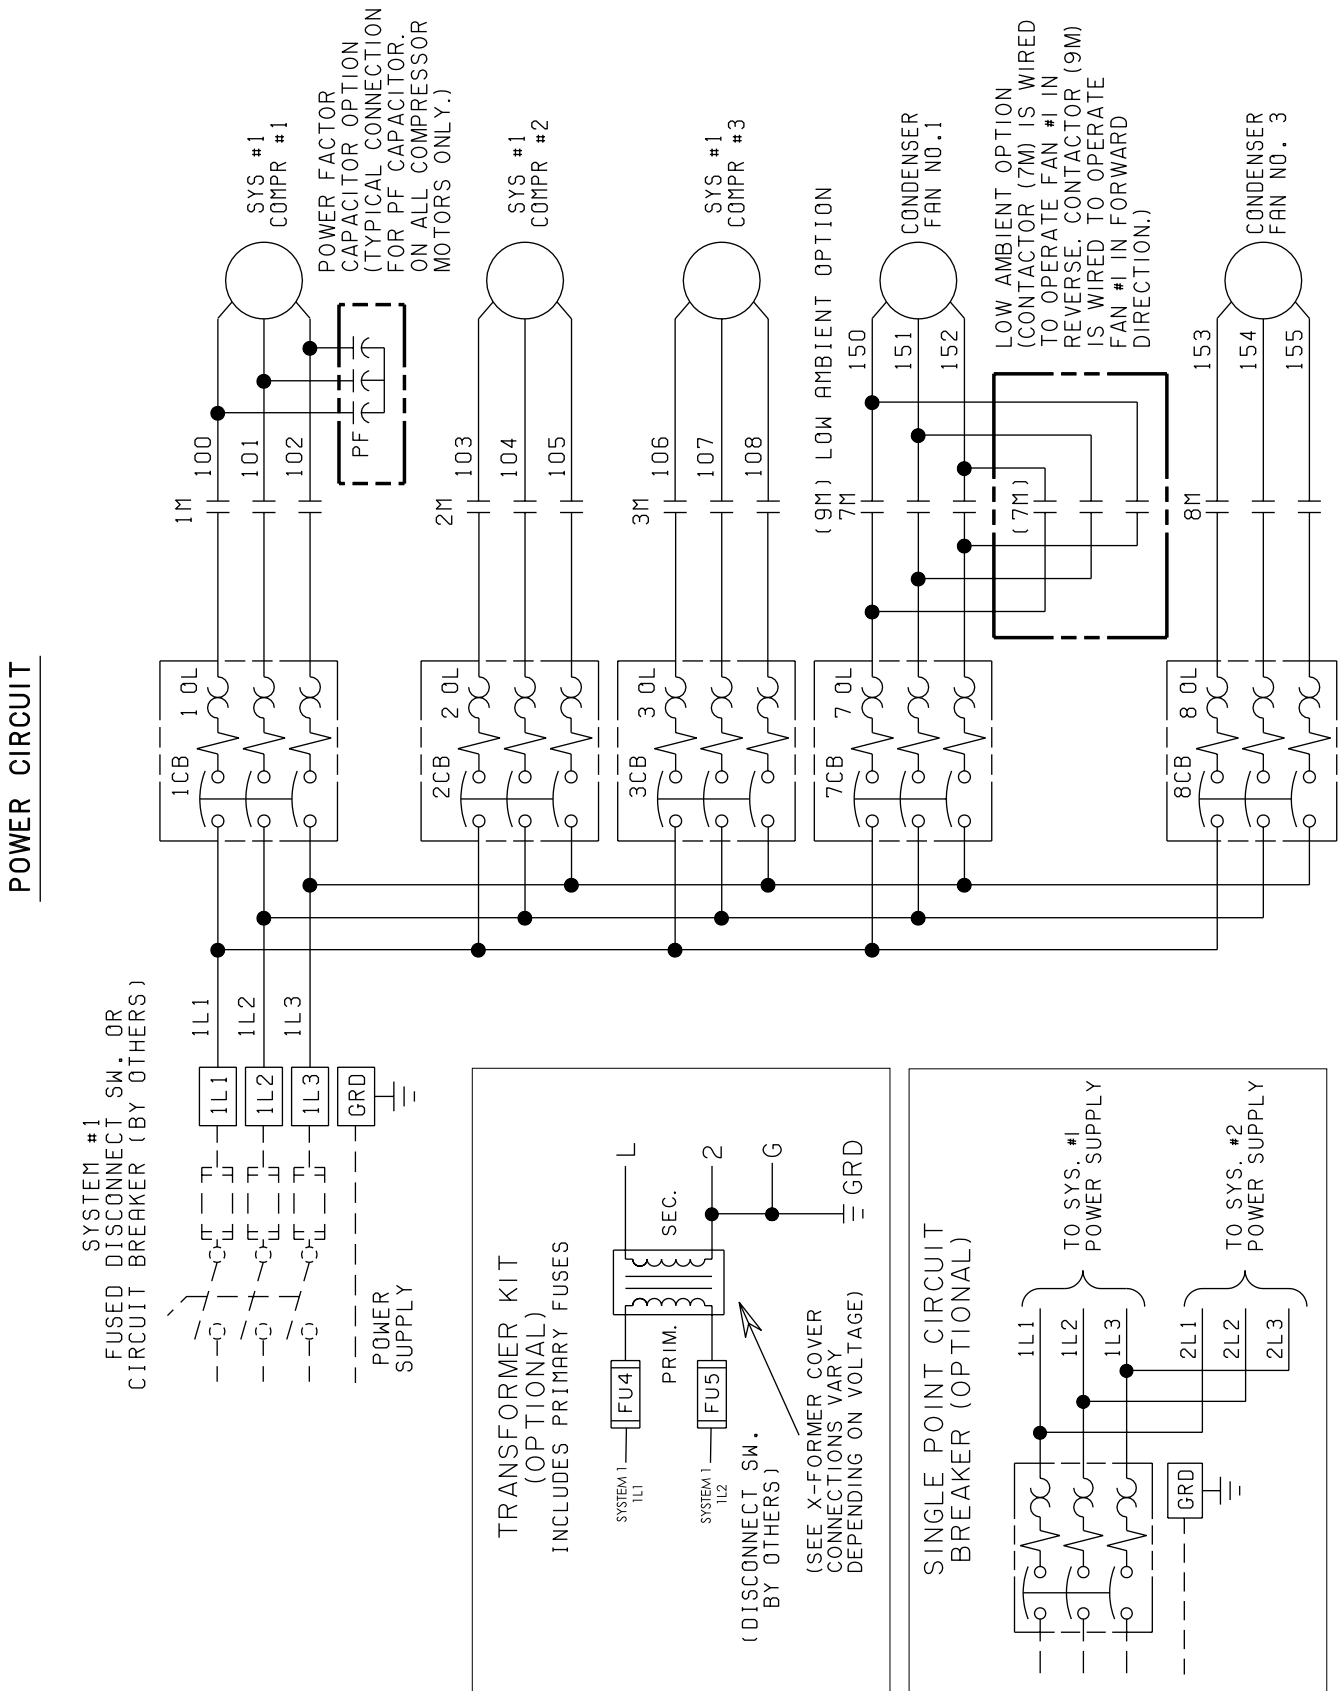 POWER CIRCUIT
SYSTEM #1
FUSED DISCONNECT SW. OR
CIRCUIT BREAKER (BY OTHERS)
1L1
1L2
1L3
GRD
1L1
1L2
1L3
POWER
SUPPLY
1CB
1 OL
1M
100
101
102
SYS #1
COMPR #1
PF
POWER FACTOR
CAPACITOR OPTION
(TYPICAL CONNECTION
FOR PF CAPACITOR.
ON ALL COMPRESSOR
MOTORS ONLY.)
2CB
2 OL
2M
103
104
105
SYS #1
COMPR #2
3CB
3 OL
3M
106
107
108
SYS #1
COMPR #3
(9M) LOW AMBIENT OPTION
7CB
7 OL
7M
150
151
152
CONDENSER
FAN NO.1
(7M)
LOW AMBIENT OPTION
(CONTACTOR (7M) IS WIRED
TO OPERATE FAN #1 IN
REVERSE. CONTACTOR (9M)
IS WIRED TO OPERATE
FAN #1 IN FORWARD
DIRECTION.)
8CB
8 OL
8M
153
154
155
CONDENSER
FAN NO. 3
TRANSFORMER KIT
(OPTIONAL)
INCLUDES PRIMARY FUSES
SYSTEM 1
1L1
FU4
L
SYSTEM 1
1L2
FU5
PRIM.
SEC.
2
G
GRD
(DISCONNECT SW.
BY OTHERS)
(SEE X-FORMER COVER
CONNECTIONS VARY
DEPENDING ON VOLTAGE)
SINGLE POINT CIRCUIT
BREAKER (OPTIONAL)
1L1
1L2
1L3
TO SYS. #1
POWER SUPPLY
2L1
2L2
2L3
TO SYS. #2
POWER SUPPLY
GRD